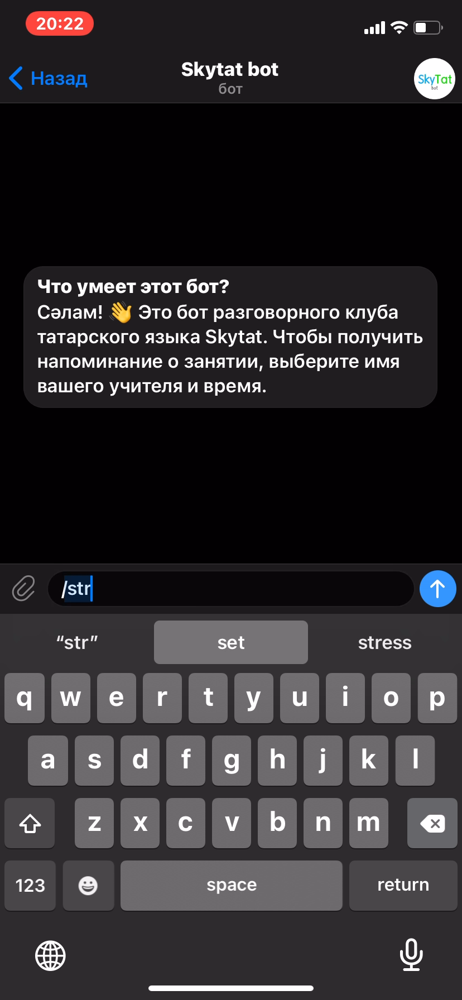 20:22
Назад
Skytat bot
бот
SkyTat
bot
Что умеет этот бот?
Сәлам! 👋 Это бот разговорного клуба
татарского языка Skytat. Чтобы получить
напоминание о занятии, выберите имя
вашего учителя и время.
/str
“str” set stress
q w e r t y u i o p
a s d f g h j k l
z x c v b n m
123 space return